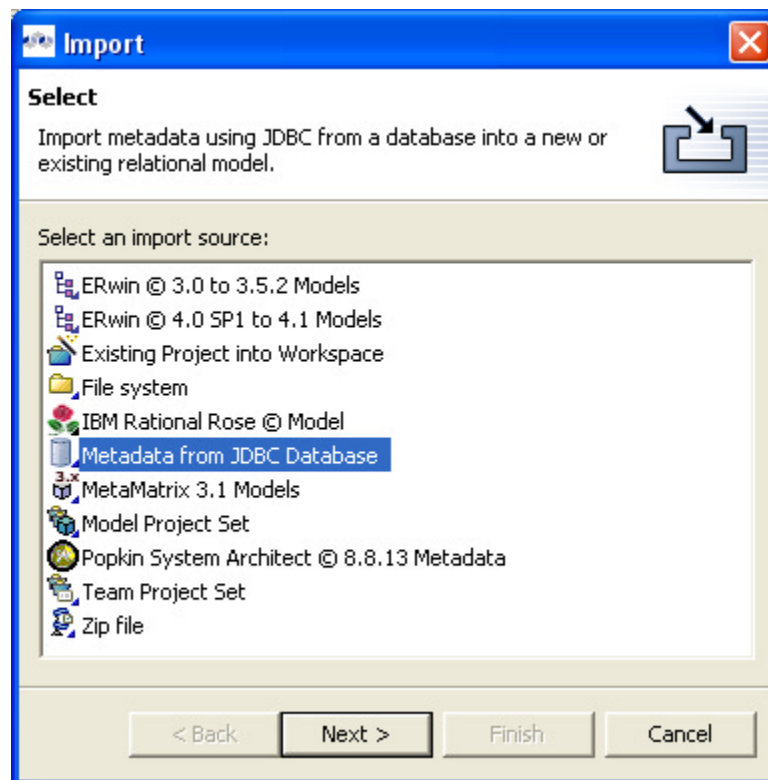 Import
Select
Import metadata using JDBC from a database into a new or
existing relational model.
Select an import source:
ERwin © 3.0 to 3.5.2 Models
ERwin © 4.0 SP1 to 4.1 Models
Existing Project into Workspace
File system
IBM Rational Rose © Model
Metadata from JDBC Database
3.x
MetaMatrix 3.1 Models
Model Project Set
Popkin System Architect © 8.8.13 Metadata
Team Project Set
Zip file
< Back Next > Finish Cancel